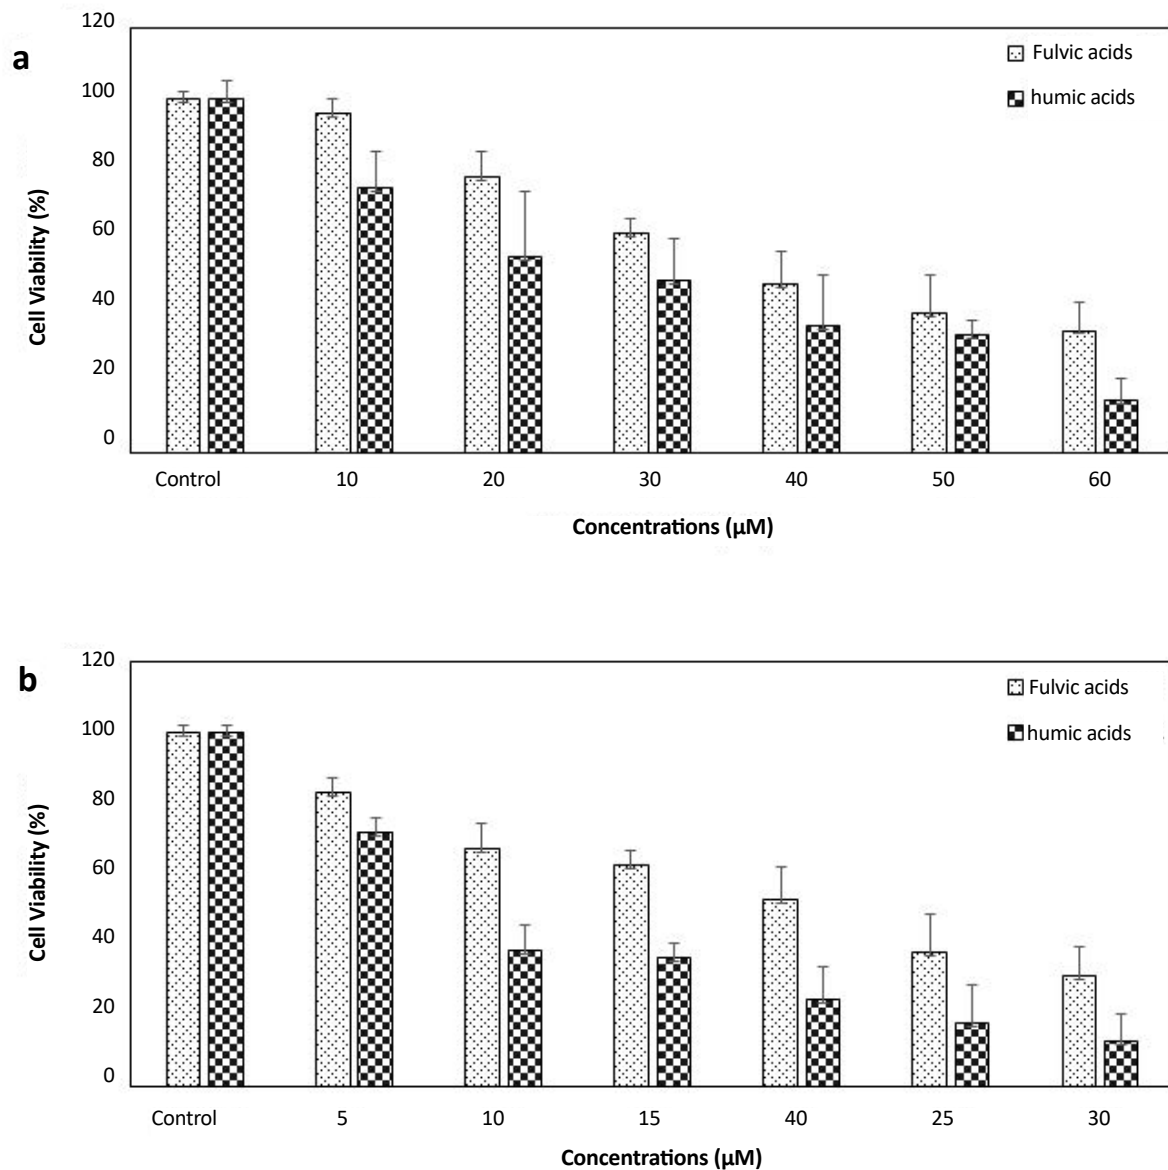 a
120
100
80
60
40
20
0
Cell Viability (%)
Fulvic acids
humic acids
Control 10 20 30 40 50 60
Concentrations (µM)
b
120
100
80
60
40
20
0
Cell Viability (%)
Fulvic acids
humic acids
Control 5 10 15 40 25 30
Concentrations (µM)